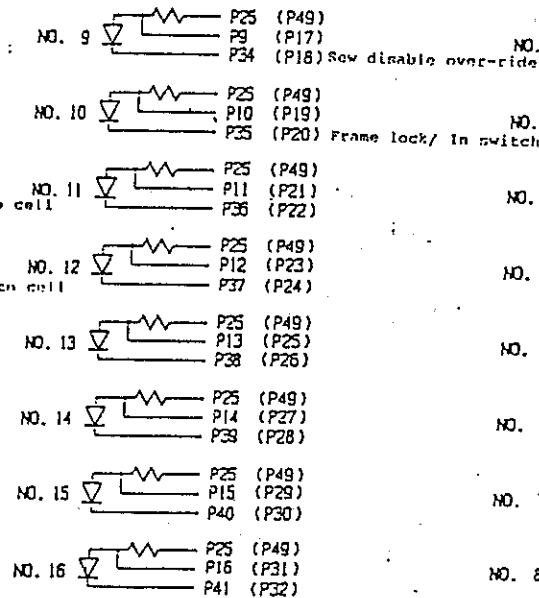 P25 (P49)
NO. 9 P9 (P17) NO.
P34 (P18) Sew disable over-ride
P25 (P49)
NO. 10 P10 (P19) NO.
P35 (P20) Frame lock/ In switch
P25 (P49)
NO. 11 P11 (P21) NO.
cell P36 (P22)
P25 (P49)
NO. 12 P12 (P23) NO.
cell P37 (P24)
P25 (P49)
NO. 13 P13 (P25) NO.
P38 (P26)
P25 (P49)
NO. 14 P14 (P27) NO.
P39 (P28)
P25 (P49)
NO. 15 P15 (P29) NO.
P40 (P30)
P25 (P49)
NO. 16 P16 (P31) NO. 8
P41 (P32)